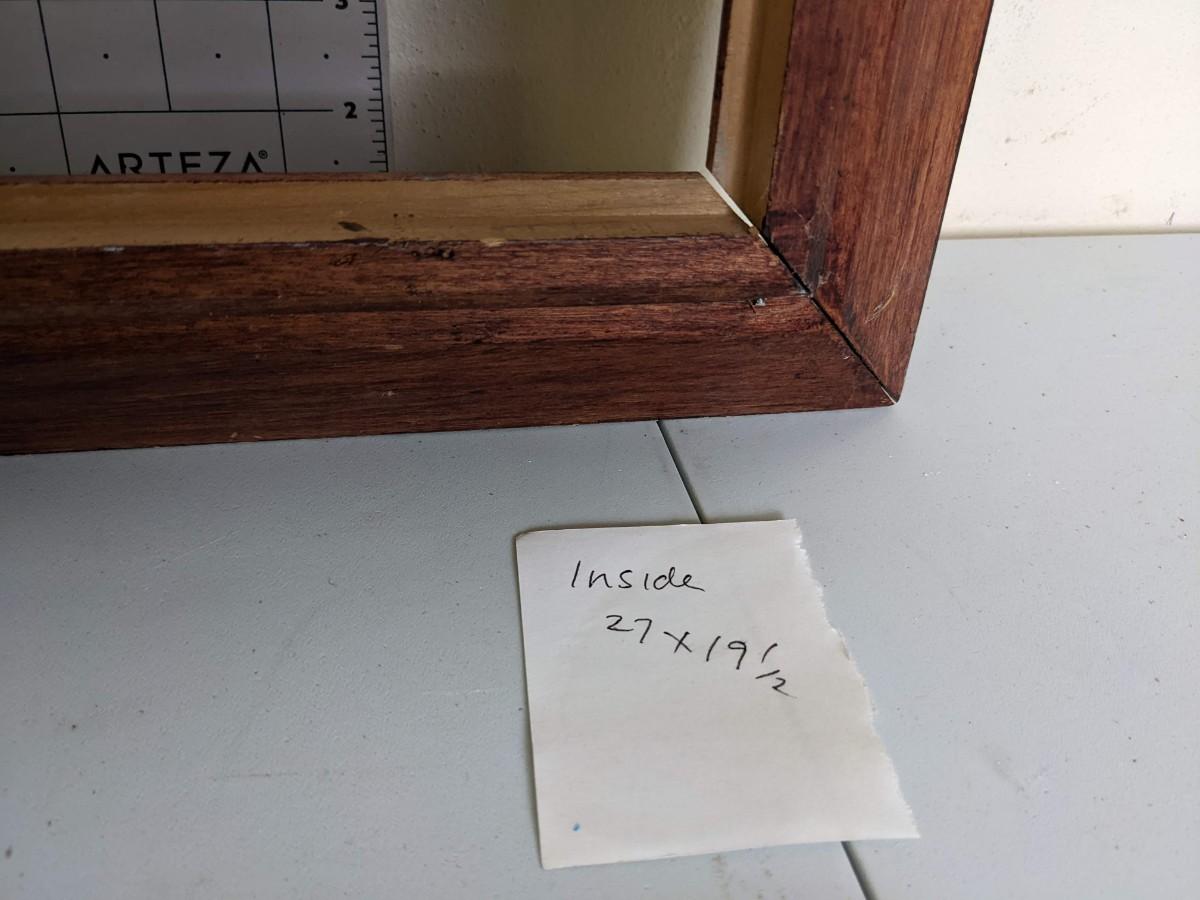 3
2
ARTEZA®
Inside
27 x 19 1/2